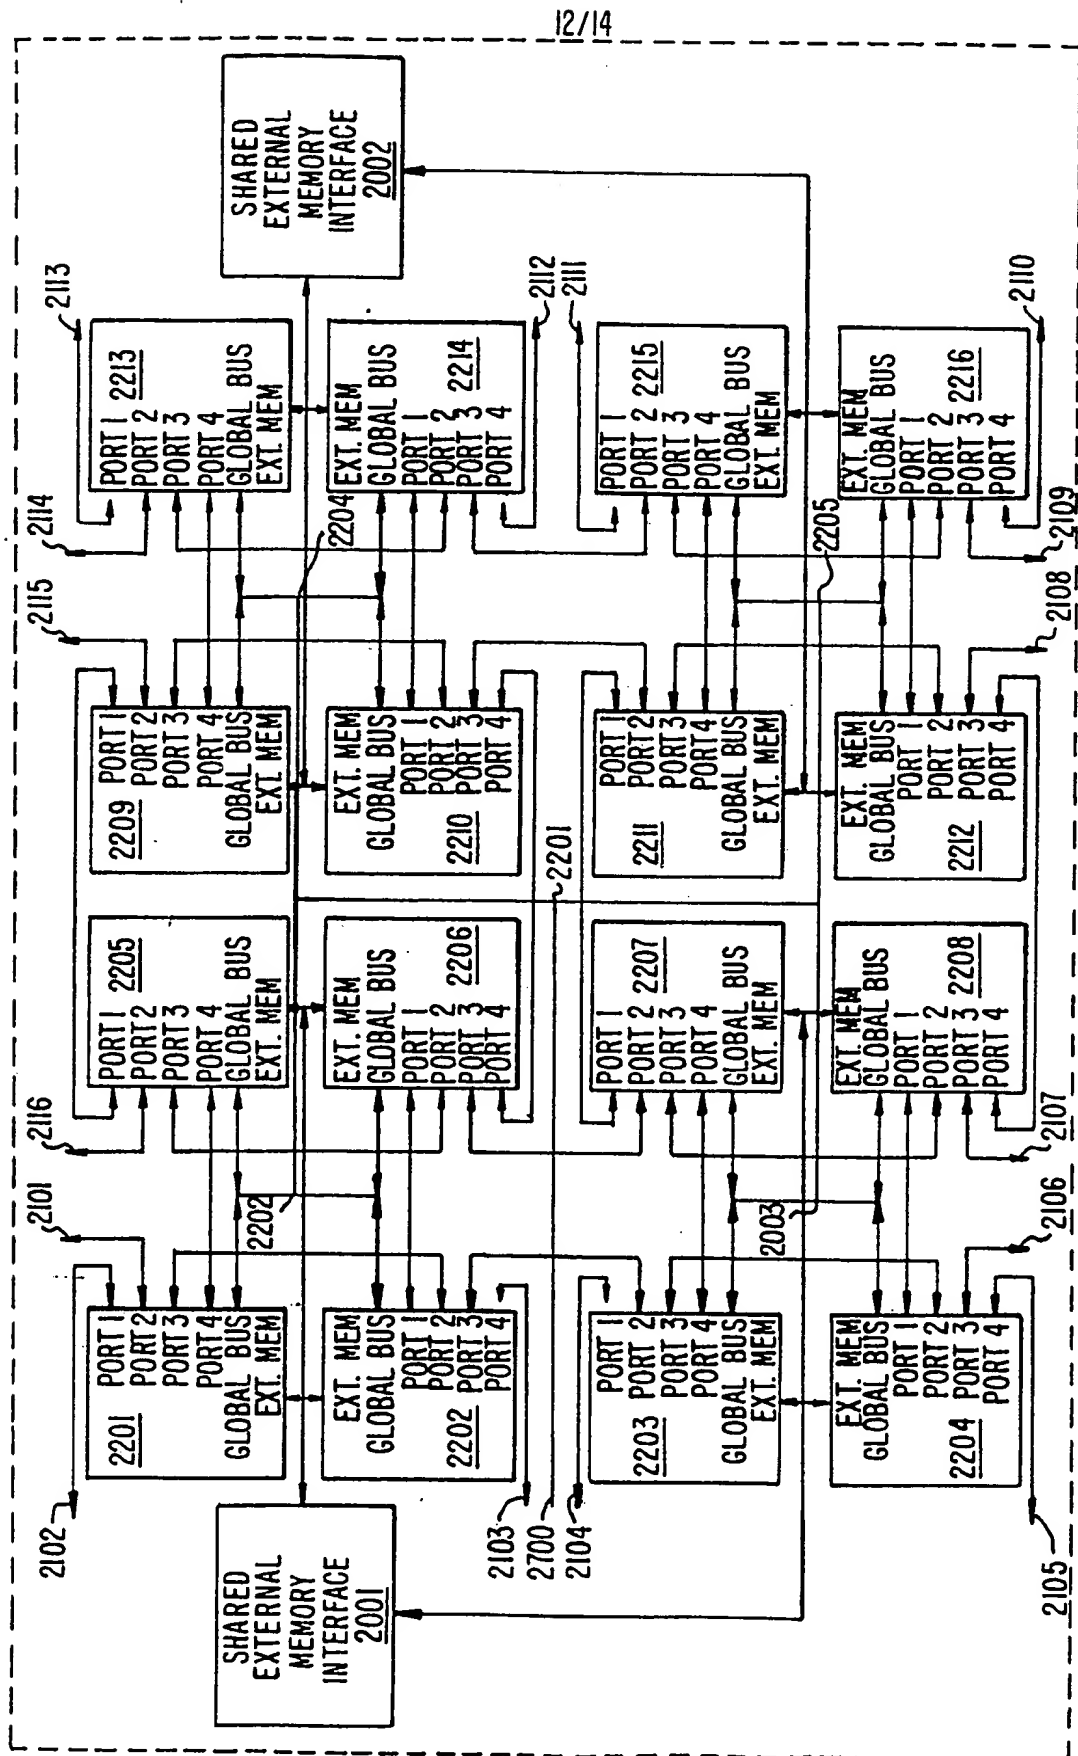 12/14
2102
2101
2116
2115
2114
2113
SHARED
EXTERNAL
MEMORY
INTERFACE
2001
2201
PORT 1
PORT 2
PORT 3
PORT 4
GLOBAL BUS
EXT. MEM
2205
PORT 1
PORT 2
PORT 3
PORT 4
GLOBAL BUS
EXT. MEM
2209
PORT 1
PORT 2
PORT 3
PORT 4
GLOBAL BUS
EXT. MEM
2213
PORT 1
PORT 2
PORT 3
PORT 4
GLOBAL BUS
EXT. MEM
SHARED
EXTERNAL
MEMORY
INTERFACE
2002
2202
2204
EXT. MEM
GLOBAL BUS
PORT 1
PORT 2
PORT 3
PORT 4
2202
EXT. MEM
GLOBAL BUS
PORT 1
PORT 2
PORT 3
PORT 4
2206
EXT. MEM
GLOBAL BUS
PORT 1
PORT 2
PORT 3
PORT 4
2210
EXT. MEM
GLOBAL BUS
PORT 1
PORT 2
PORT 3
PORT 4
2214
2103
2700
2201
2112
2104
2111
2203
PORT 1
PORT 2
PORT 3
PORT 4
GLOBAL BUS
EXT. MEM
2207
PORT 1
PORT 2
PORT 3
PORT 4
GLOBAL BUS
EXT. MEM
2211
PORT 1
PORT 2
PORT 3
PORT 4
GLOBAL BUS
EXT. MEM
2215
PORT 1
PORT 2
PORT 3
PORT 4
GLOBAL BUS
EXT. MEM
2003
2205
EXT. MEM
GLOBAL BUS
PORT 1
PORT 2
PORT 3
PORT 4
2204
EXT. MEM
GLOBAL BUS
PORT 1
PORT 2
PORT 3
PORT 4
2208
EXT. MEM
GLOBAL BUS
PORT 1
PORT 2
PORT 3
PORT 4
2212
EXT. MEM
GLOBAL BUS
PORT 1
PORT 2
PORT 3
PORT 4
2216
2105
2106
2107
2108
2109
2110